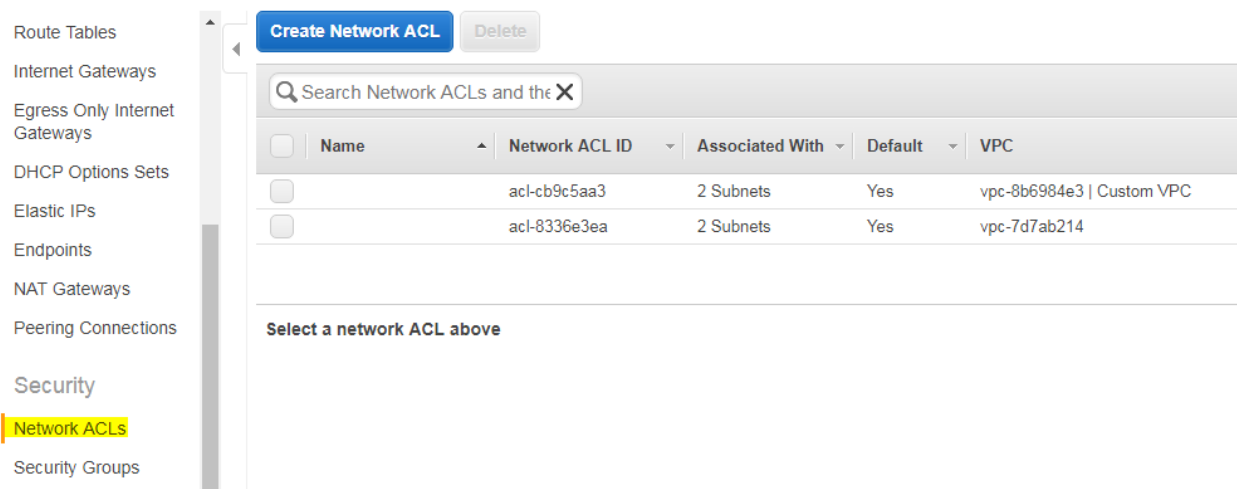 Route Tables
Internet Gateways
Egress Only Internet
Gateways
DHCP Options Sets
Elastic IPs
Endpoints
NAT Gateways
Peering Connections
Security
Network ACLs
Security Groups
Create Network ACL Delete
Search Network ACLs and the
Name Network ACL ID Associated With Default VPC
acl-cb9c5aa3 2 Subnets Yes vpc-8b6984e3 | Custom VPC
acl-8336e3ea 2 Subnets Yes vpc-7d7ab214
Select a network ACL above